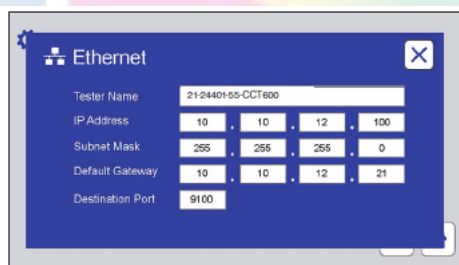 Ethernet
Tester Name 21-24401-55-CCT600
IP Address 10 . 10 . 12 . 100
Subnet Mask 255 . 255 . 255 . 0
Default Gateway 10 . 10 . 12 . 21
Destination Port 9100